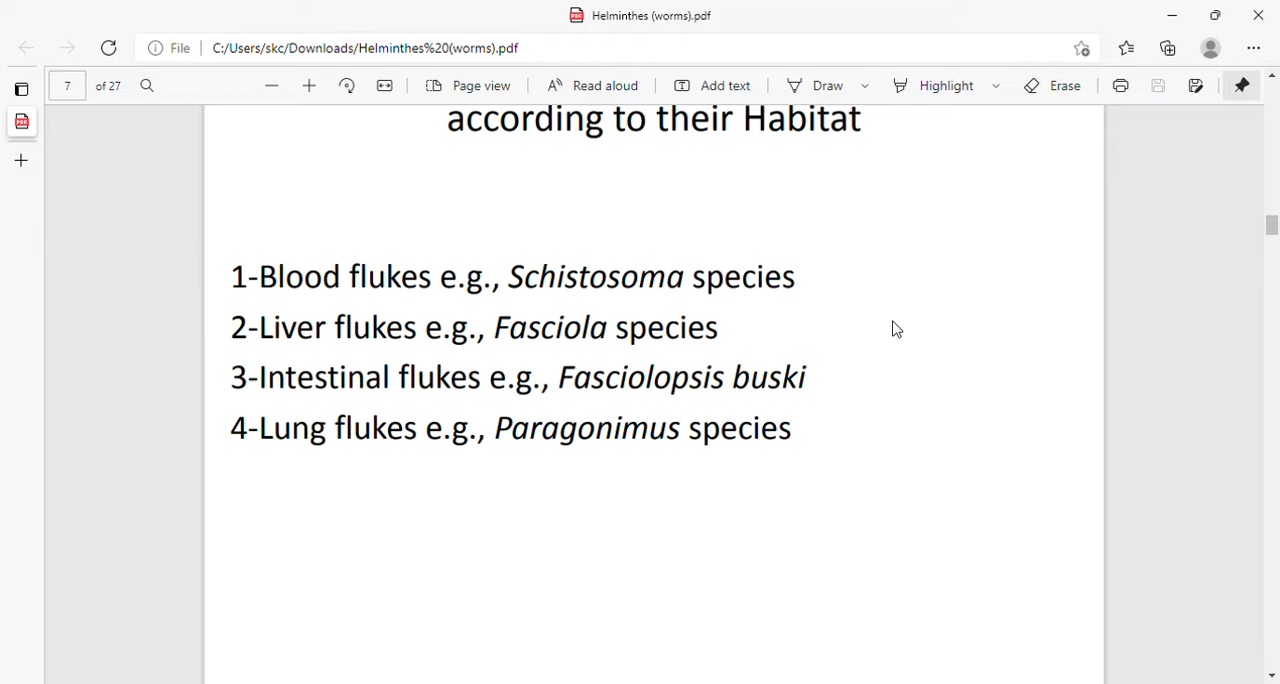 Helminthes (worms).pdf
File C:/Users/skc/Downloads/Helminthes%20(worms).pdf
7 of 27 Page view Read aloud Add text Draw Highlight Erase
according to their Habitat
1-Blood flukes e.g., Schistosoma species
2-Liver flukes e.g., Fasciola species
3-Intestinal flukes e.g., Fasciolopsis buski
4-Lung flukes e.g., Paragonimus species